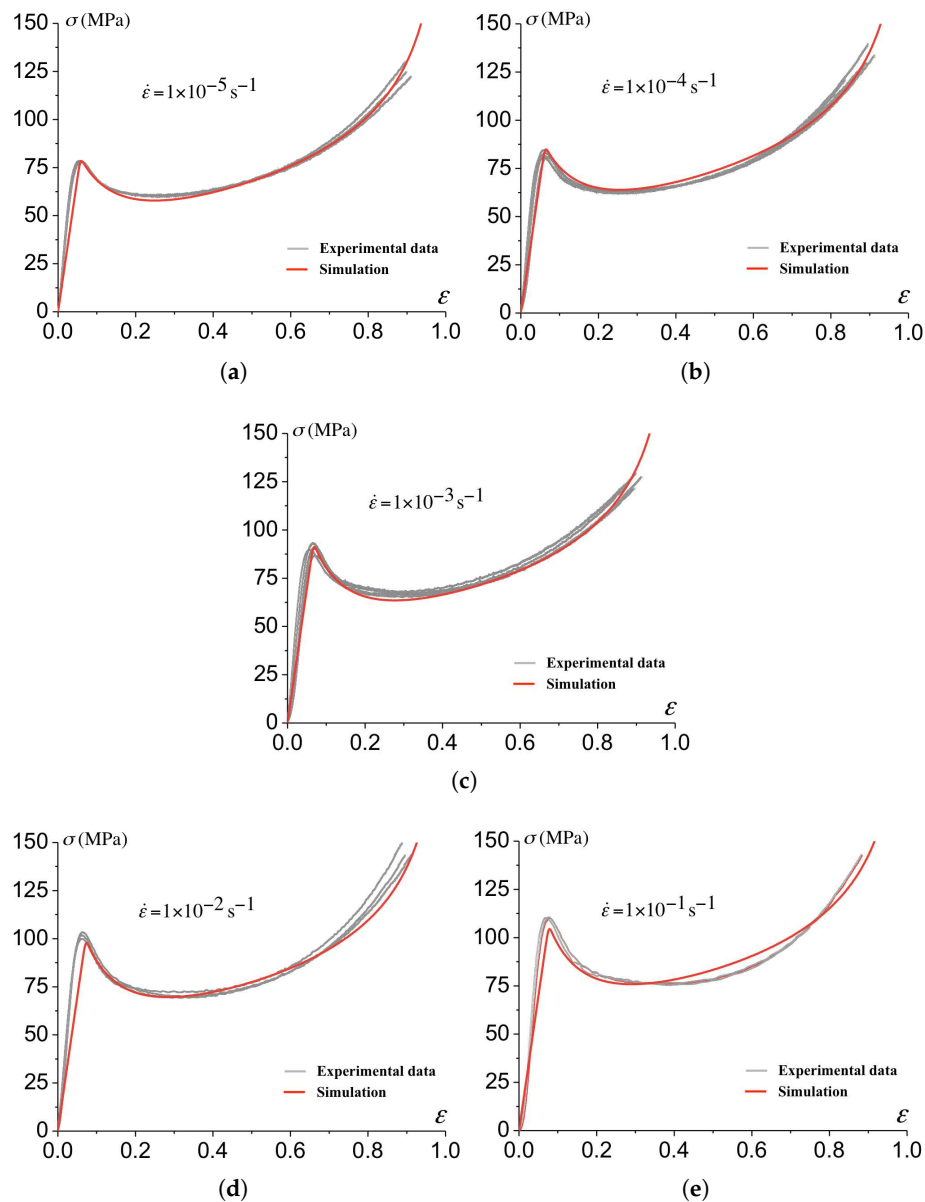 150 σ (MPa)
ε̇ = 1×10⁻⁵ s⁻¹
125
100
75
50
25
0
Experimental data
Simulation
ε
0.0 0.2 0.4 0.6 0.8 1.0
(a)
150 σ (MPa)
ε̇ = 1×10⁻⁴ s⁻¹
125
100
75
50
25
0
Experimental data
Simulation
ε
0.0 0.2 0.4 0.6 0.8 1.0
(b)
150 σ (MPa)
ε̇ = 1×10⁻³ s⁻¹
125
100
75
50
25
0
Experimental data
Simulation
ε
0.0 0.2 0.4 0.6 0.8 1.0
(c)
150 σ (MPa)
ε̇ = 1×10⁻² s⁻¹
125
100
75
50
25
0
Experimental data
Simulation
ε
0.0 0.2 0.4 0.6 0.8 1.0
(d)
150 σ (MPa)
ε̇ = 1×10⁻¹ s⁻¹
125
100
75
50
25
0
Experimental data
Simulation
ε
0.0 0.2 0.4 0.6 0.8 1.0
(e)